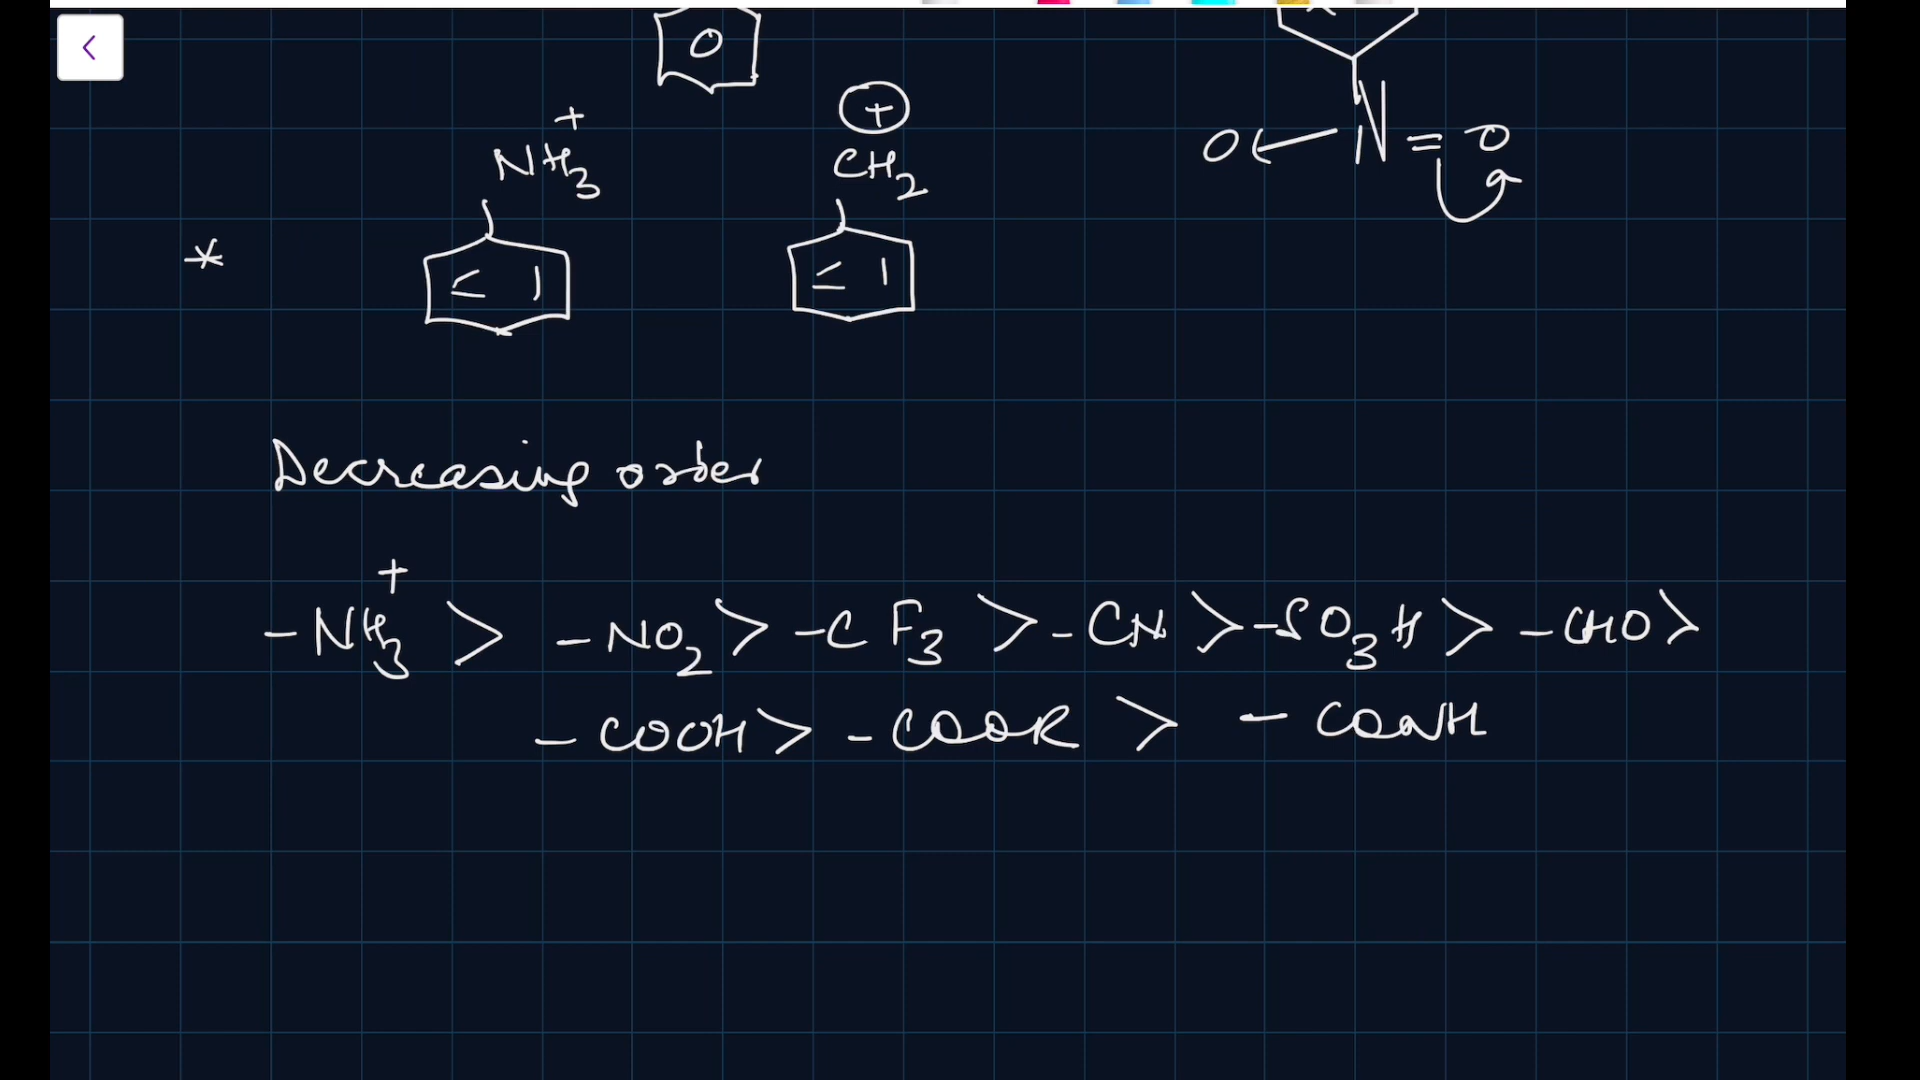 +
NH3 CH2
O ← N = O
*
Decreasing order
-NH3+ > -NO2 > -CF3 > -CN > -SO3H > -CHO >
-COOH > -COOR > -CONH